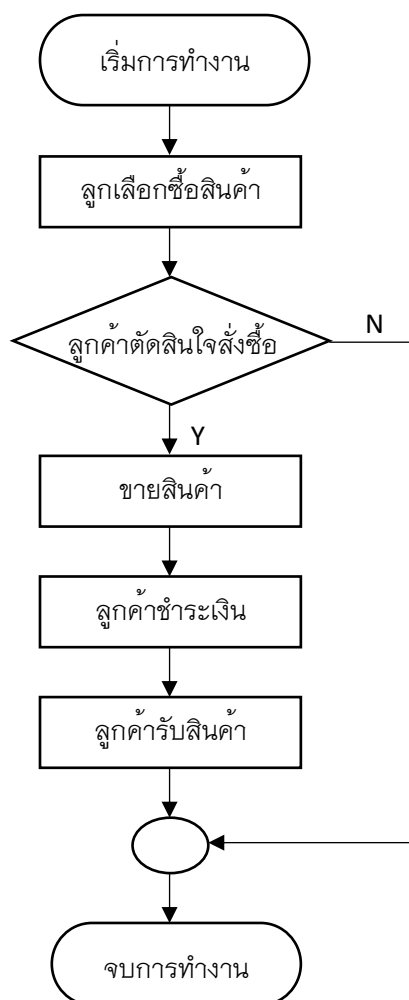 เริ่มการทำงาน
ลูกเลือกซื้อสินค้า
ลูกค้าตัดสินใจสั่งซื้อ
N
Y
ขายสินค้า
ลูกค้าชำระเงิน
ลูกค้ารับสินค้า
จบการทำงาน